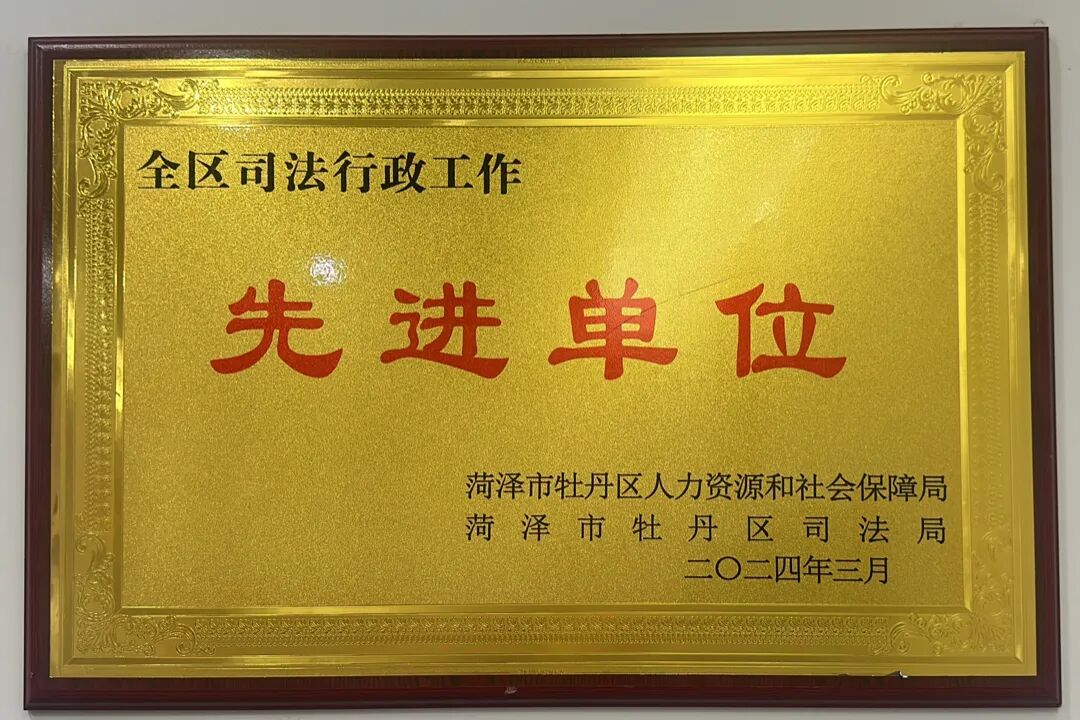 全区司法行政工作
先进单位
菏泽市牡丹区人力资源和社会保障局
菏泽市牡丹区司法局
二〇二四年三月